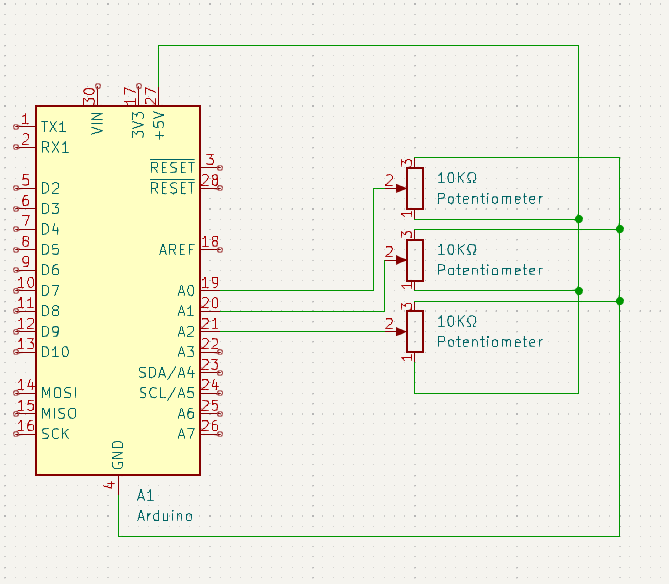 30
17
27
VIN
3V3
+5V
1
TX1
2
RX1
RESET
3
RESET
28
5
D2
6
D3
7
D4
8
D5
9
D6
10
D7
11
D8
12
D9
13
D10
AREF
18
A0
19
A1
20
A2
21
A3
22
SDA/A4
23
SCL/A5
24
A6
25
A7
26
14
MOSI
15
MISO
16
SCK
GND
4
A1
Arduino
3
2
1
10KΩ
Potentiometer
3
2
1
10KΩ
Potentiometer
3
2
1
10KΩ
Potentiometer